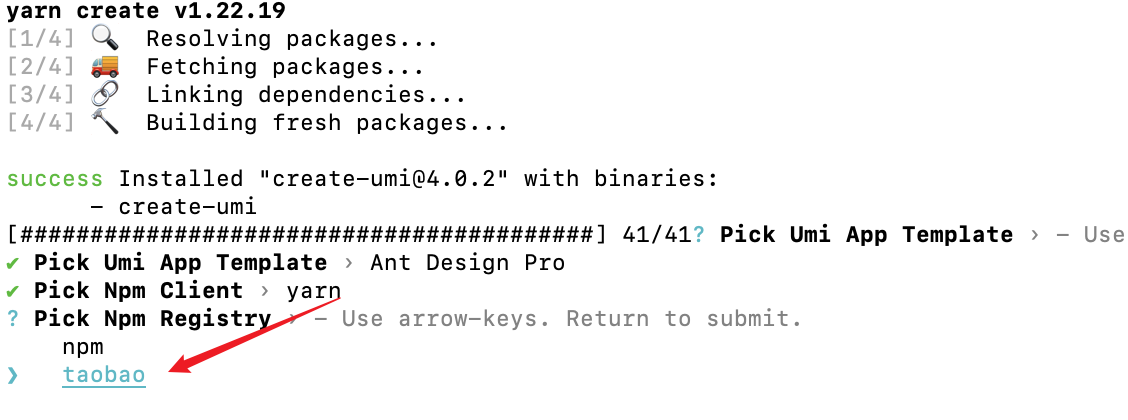 yarn create v1.22.19
[1/4] 🔍  Resolving packages...
[2/4] 🚚  Fetching packages...
[3/4] 🔗  Linking dependencies...
[4/4] 🔨  Building fresh packages...
success Installed "create-umi@4.0.2" with binaries:
      - create-umi
[#########################################] 41/41? Pick Umi App Template › - Use
✔ Pick Umi App Template › Ant Design Pro
✔ Pick Npm Client › yarn
? Pick Npm Registry › - Use arrow-keys. Return to submit.
    npm
❯   taobao